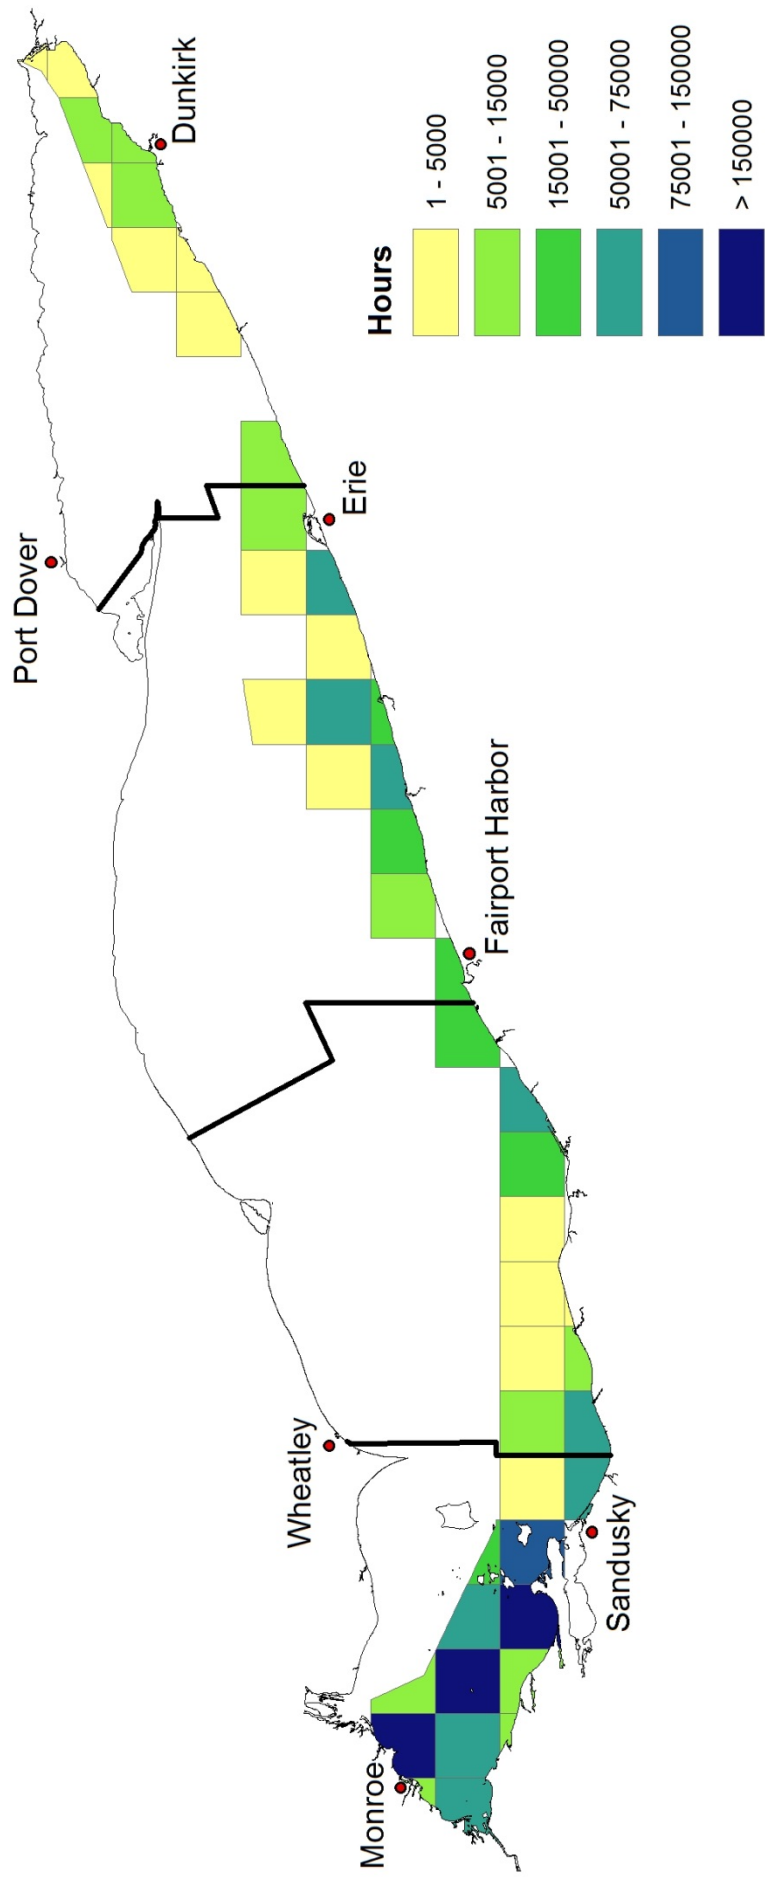 Port Dover
Dunkirk
Erie
Wheatley
Fairport Harbor
Monroe
Sandusky
Hours
1 - 5000
5001 - 15000
15001 - 50000
50001 - 75000
75001 - 150000
> 150000